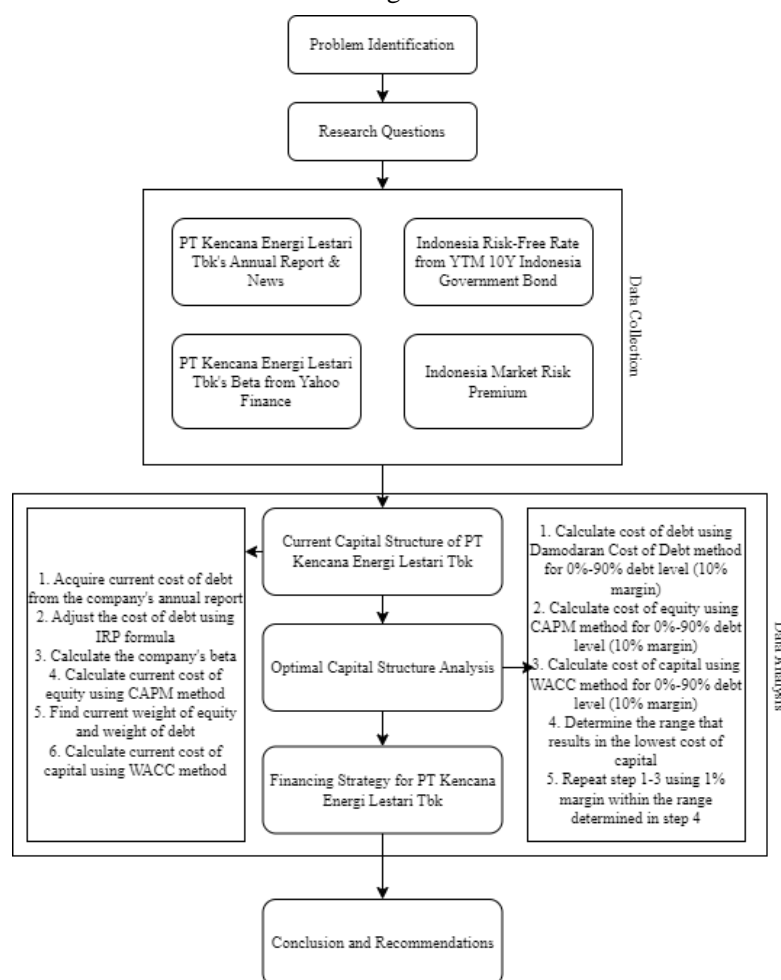 Problem Identification
Research Questions
PT Kencana Energi Lestari
Tbk's Annual Report &
News
Indonesia Risk-Free Rate
from YTM 10Y Indonesia
Government Bond
PT Kencana Energi Lestari
Tbk's Beta from Yahoo
Finance
Indonesia Market Risk
Premium
Data Collection
1. Acquire current cost of debt
from the company's annual report
2. Adjust the cost of debt using
IRP formula
3. Calculate the company's beta
4. Calculate current cost of
equity using CAPM method
5. Find current weight of equity
and weight of debt
6. Calculate current cost of
capital using WACC method
Current Capital Structure of PT
Kencana Energi Lestari Tbk
Optimal Capital Structure Analysis
Financing Strategy for PT Kencana
Energi Lestari Tbk
1. Calculate cost of debt using
Damodaran Cost of Debt method
for 0%-90% debt level (10%
margin)
2. Calculate cost of equity using
CAPM method for 0%-90% debt
level (10% margin)
3. Calculate cost of capital using
WACC method for 0%-90% debt
level (10% margin)
4. Determine the range that
results in the lowest cost of
capital
5. Repeat step 1-3 using 1%
margin within the range
determined in step 4
Data Analysis
Conclusion and Recommendations